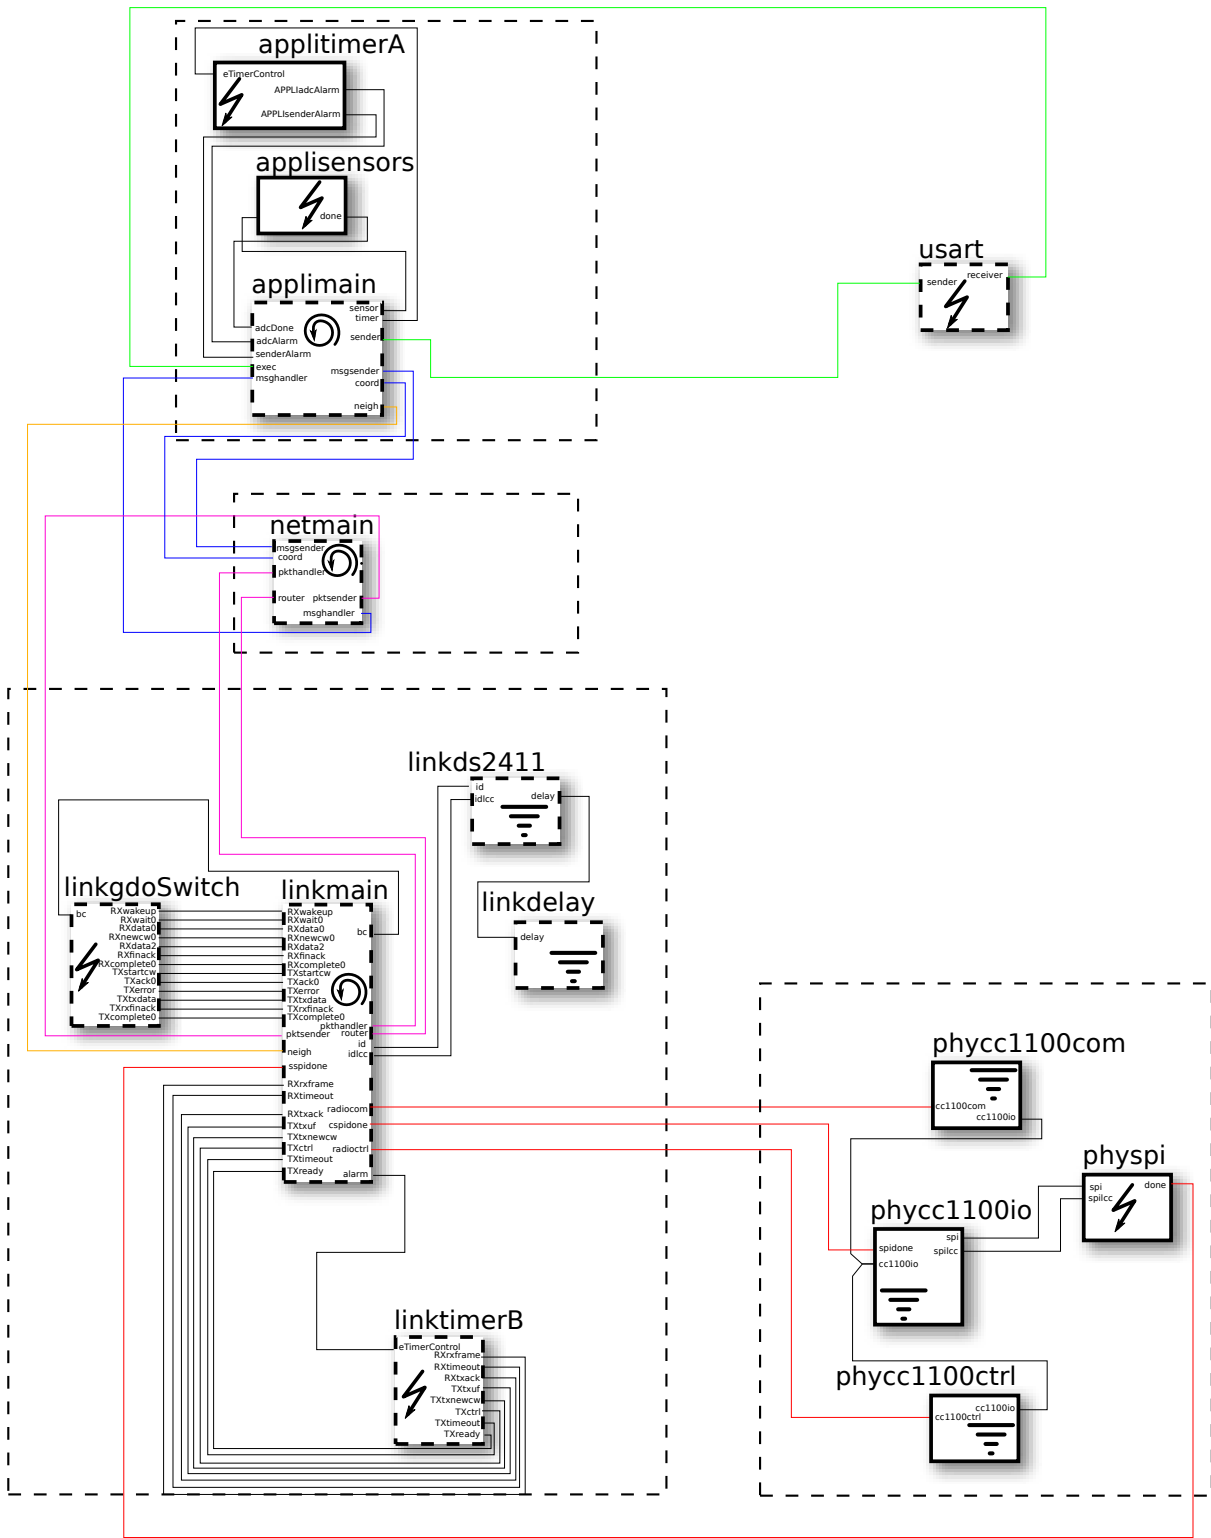 applitimerA
eTimerControl
APPLIadcAlarm
APPLIsenderAlarm
applisensors
done
applimain
sensor
timer
adcDone
sender
adcAlarm
senderAlarm
exec
msgsender
msghandler
coord
neigh
usart
receiver
sender
netmain
msgsender
coord
pkthandler
router
pktsender
msghandler
linkds2411
id
delay
idlcc
linkdelay
delay
linkgdoSwitch
bc
RXwakeup
RXwait0
RXdata0
RXnewcw0
RXdata2
RXfinack
RXcomplete0
TXstartcw
TXack0
TXerror
TXtxdata
TXrxfinack
TXcomplete0
linkmain
RXwakeup
RXwait0
RXdata0
bc
RXnewcw0
RXdata2
RXfinack
RXcomplete0
TXstartcw
TXack0
TXerror
TXtxdata
TXrxfinack
TXcomplete0
pkthandler
pktsender
router
id
neigh
idlcc
sspidone
RXrxframe
RXtimeout
radiocom
RXtxack
TXtxuf
cspidone
TXtxnewcw
TXctrl
radioctrl
TXtimeout
TXready
alarm
linktimerB
eTimerControl
RXrxframe
RXtimeout
RXtxack
TXtxuf
TXtxnewcw
TXctrl
TXtimeout
TXready
phycc1100com
cc1100com
cc1100io
physpi
spi
done
spilcc
phycc1100io
spi
spidone
spilcc
cc1100io
phycc1100ctrl
cc1100io
cc1100ctrl